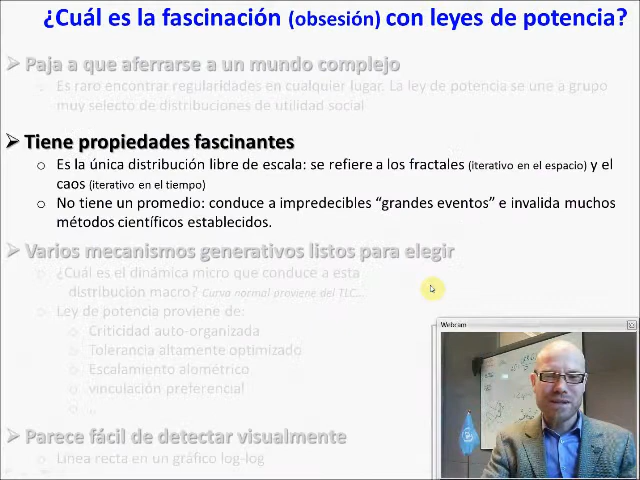 ¿Cuál es la fascinación (obsesión) con leyes de potencia?
Paja a que aferrarse a un mundo complejo
Es raro encontrar regularidades en cualquier lugar. La ley de potencia se une a grupo
muy selecto de distribuciones de utilidad social
Tiene propiedades fascinantes
Es la única distribución libre de escala: se refiere a los fractales (iterativo en el espacio) y el
caos (iterativo en el tiempo)
No tiene un promedio: conduce a impredecibles “grandes eventos” e invalida muchos
métodos científicos establecidos.
Varios mecanismos generativos listos para elegir
¿Cuál es el dinámica micro que conduce a esta
distribución macro? Curva normal proviene del TLC...
Ley de potencia proviene de:
Criticidad auto-organizada
Tolerancia altamente optimizado
Escalamiento alométrico
vinculación preferencial
..
Parece fácil de detectar visualmente
Línea recta en un gráfico log-log
Webcam